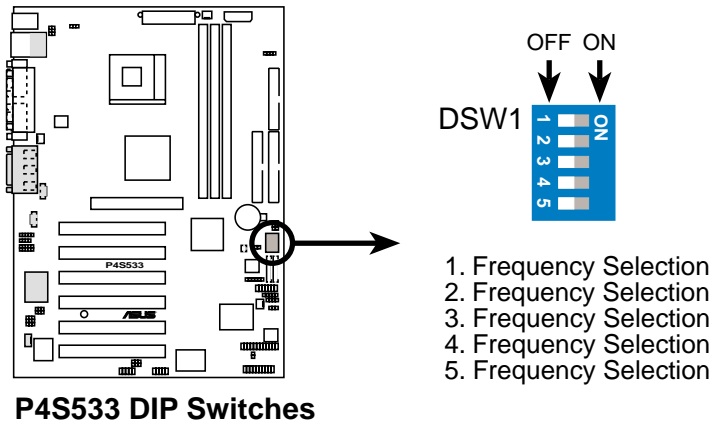 OFF ON
DSW1
ON
1
2
3
4
5
P4S533
ASUS
1. Frequency Selection
2. Frequency Selection
3. Frequency Selection
4. Frequency Selection
5. Frequency Selection
P4S533 DIP Switches